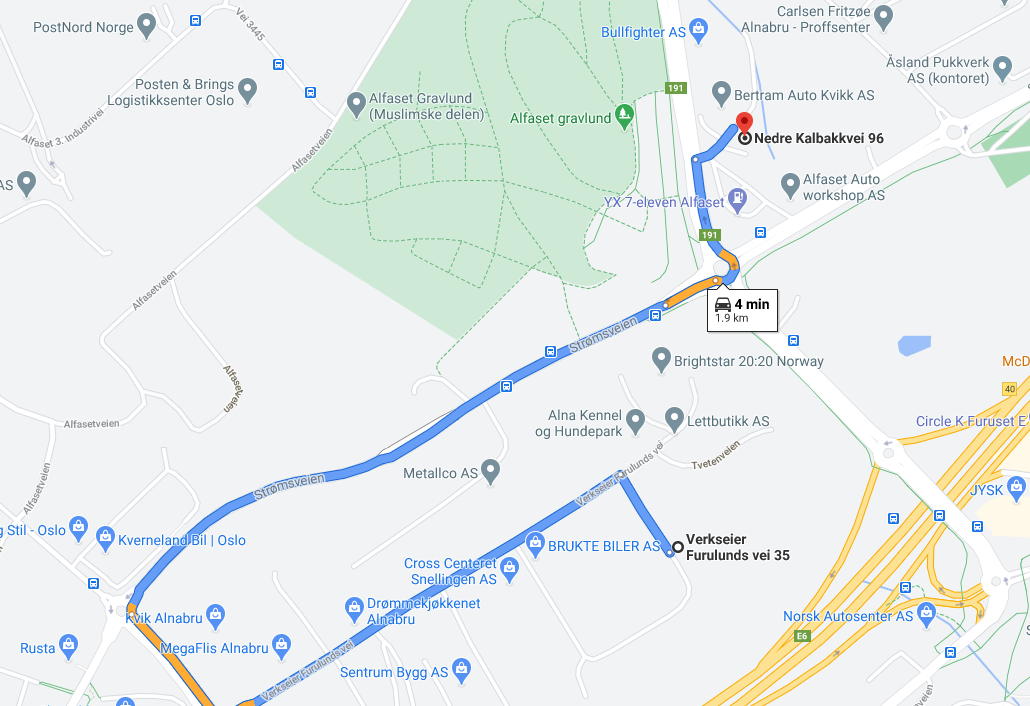 PostNord Norge
Vei 3445
Bullfighter AS
Carlsen Fritzøe
Alnabru - Proffsenter
Åsland Pukkverk
AS (kontoret)
Posten & Brings
Logistikksenter Oslo
Alfaset Gravlund
(Muslimske delen)
191
Bertram Auto Kvikk AS
Alfaset gravlund
Alfaset 3. Industrivei
Alfasetveien
Nedre Kalbakkvei 96
AS
Alfaset Auto
workshop AS
YX 7-eleven Alfaset
191
Alfasetveien
4 min
1.9 km
Strømsveien
Brightstar 20:20 Norway
McD
40
Alfasetveien
Alna Kennel
og Hundepark
Lettbutikk AS
Circle K Furuset E
Alfasetveien
Verkseier Furulunds vei
Tvetenveien
Metallco AS
Alfasetveien
Strømsveien
JYSK
g Stil - Oslo
Kverneland Bil | Oslo
BRUKTE BILER AS
Verkseier
Furulunds vei 35
Cross Centeret
Snellingen AS
Drømmekjøkkenet
Alnabru
Kvik Alnabru
Norsk Autosenter AS
E6
Rusta
MegaFlis Alnabru
Sentrum Bygg AS
Verkseier Furulunds vei